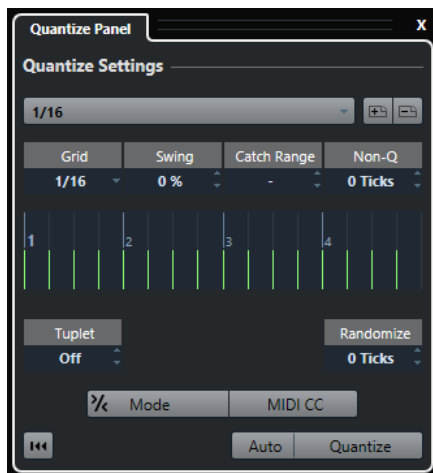 Quantize Panel X
Quantize Settings
1/16
Grid Swing Catch Range Non-Q
1/16 0 % - 0 Ticks
1 2 3 4
Tuplet Randomize
Off 0 Ticks
Mode MIDI CC
Auto Quantize